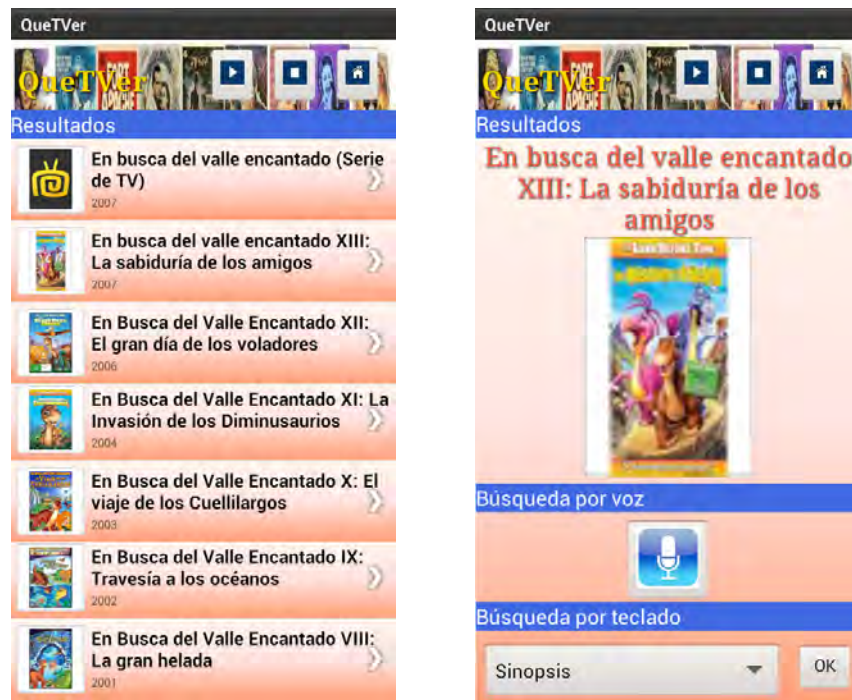 QueTVer
QueTVer
FORT
APACHE
Resultados
En busca del valle encantado (Serie
de TV)
2007
En busca del valle encantado XIII:
La sabiduría de los amigos
2007
En Busca del Valle Encantado XII:
El gran día de los voladores
2006
En Busca del Valle Encantado XI: La
Invasión de los Diminusaurios
2004
En Busca del Valle Encantado X: El
viaje de los Cuellilargos
2003
En Busca del Valle Encantado IX:
Travesía a los océanos
2002
En Busca del Valle Encantado VIII:
La gran helada
2001
QueTVer
QueTVer
FORT
APACHE
Resultados
En busca del valle encantado
XIII: La sabiduría de los
amigos
Búsqueda por voz
Búsqueda por teclado
Sinopsis
OK